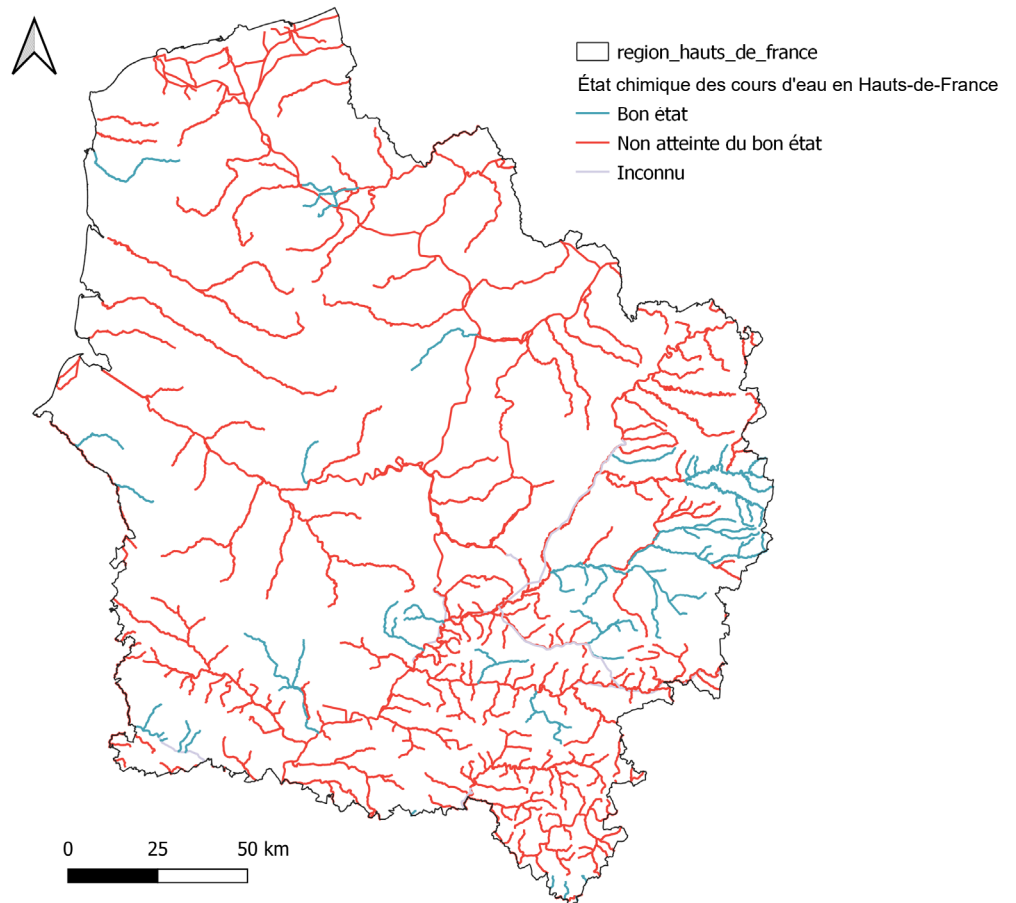 region_hauts_de_france
État chimique des cours d'eau en Hauts-de-France
Bon état
Non atteinte du bon état
Inconnu
0 25 50 km